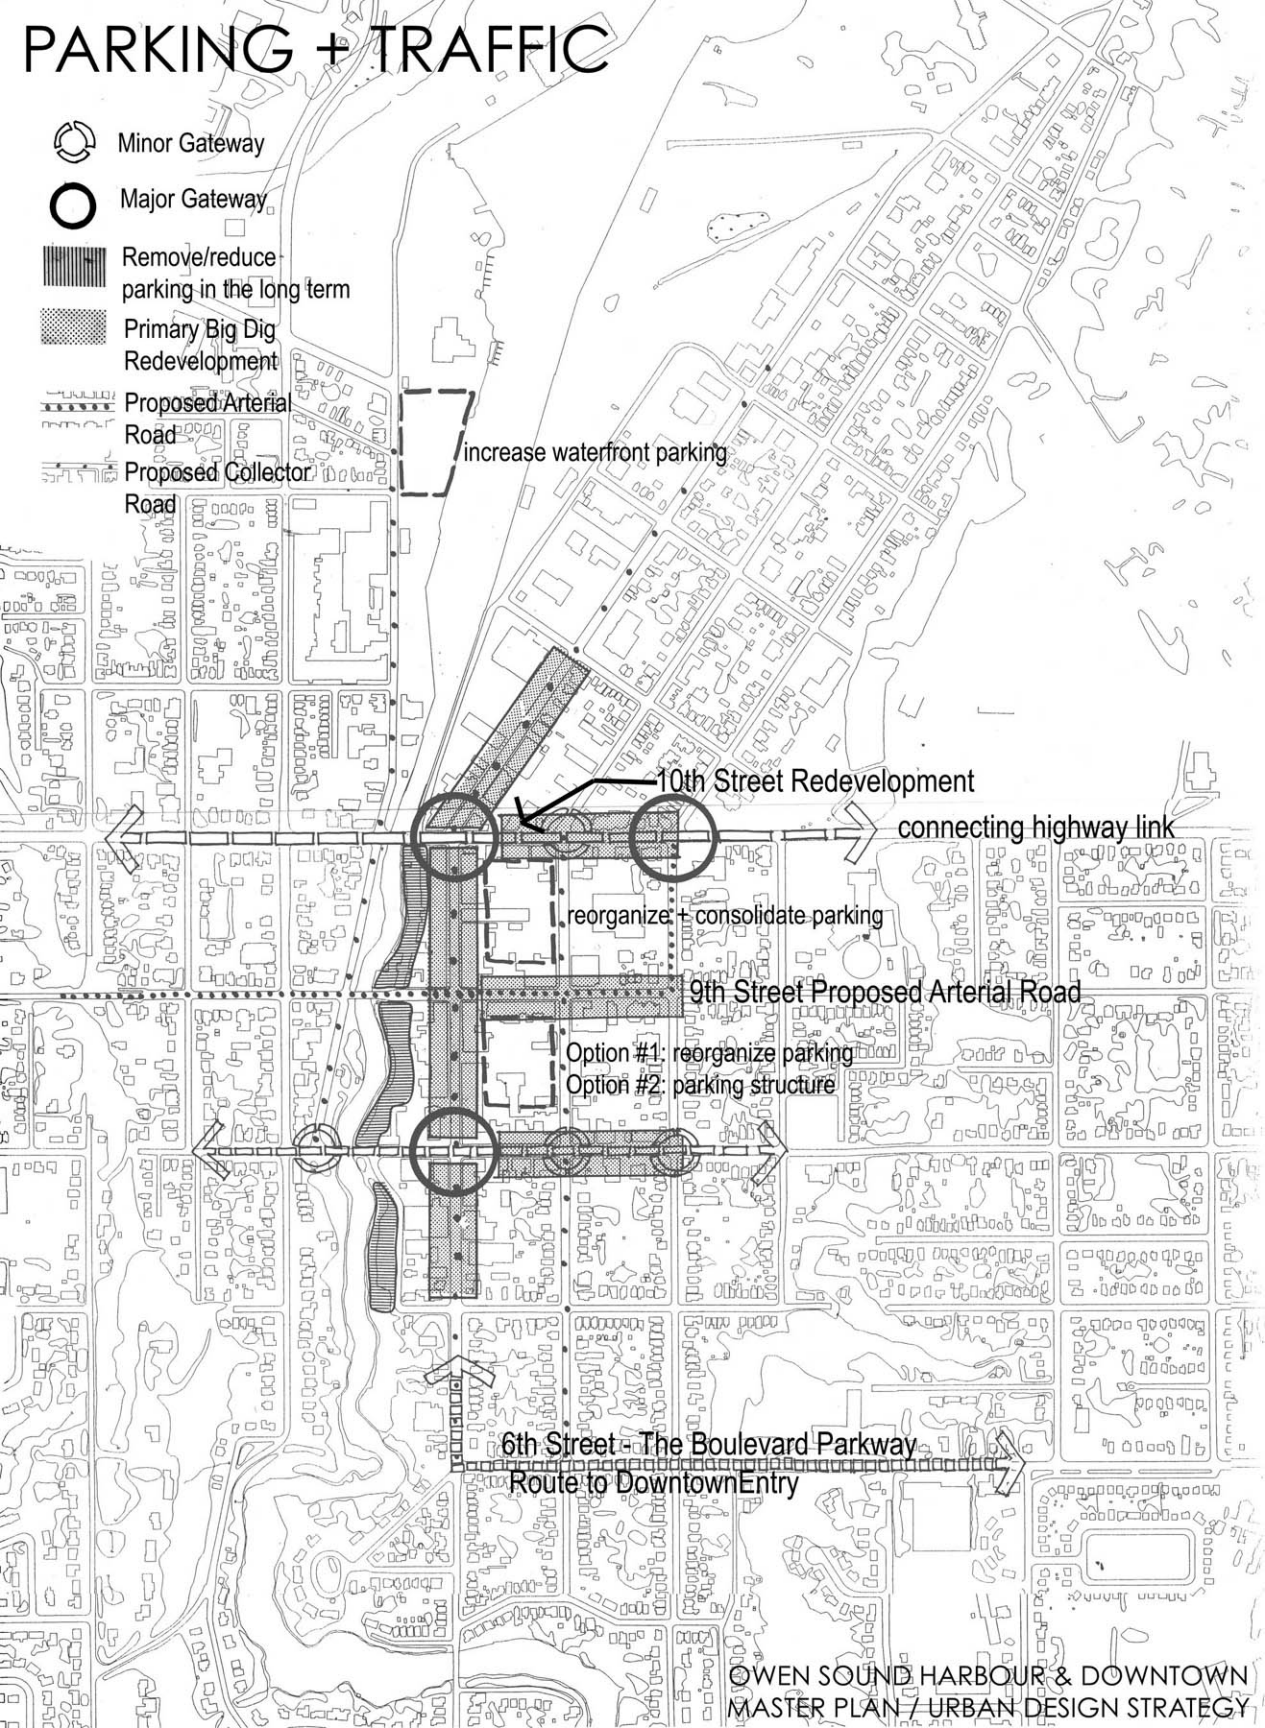 PARKING + TRAFFIC
Minor Gateway
Major Gateway
Remove/reduce
parking in the long term
Primary Big Dig
Redevelopment
Proposed Arterial
Road
Proposed Collector
Road
increase waterfront parking
10th Street Redevelopment
connecting highway link
reorganize + consolidate parking
9th Street Proposed Arterial Road
Option #1: reorganize parking
Option #2: parking structure
6th Street - The Boulevard Parkway
Route to DowntownEntry
OWEN SOUND HARBOUR & DOWNTOWN
MASTER PLAN / URBAN DESIGN STRATEGY